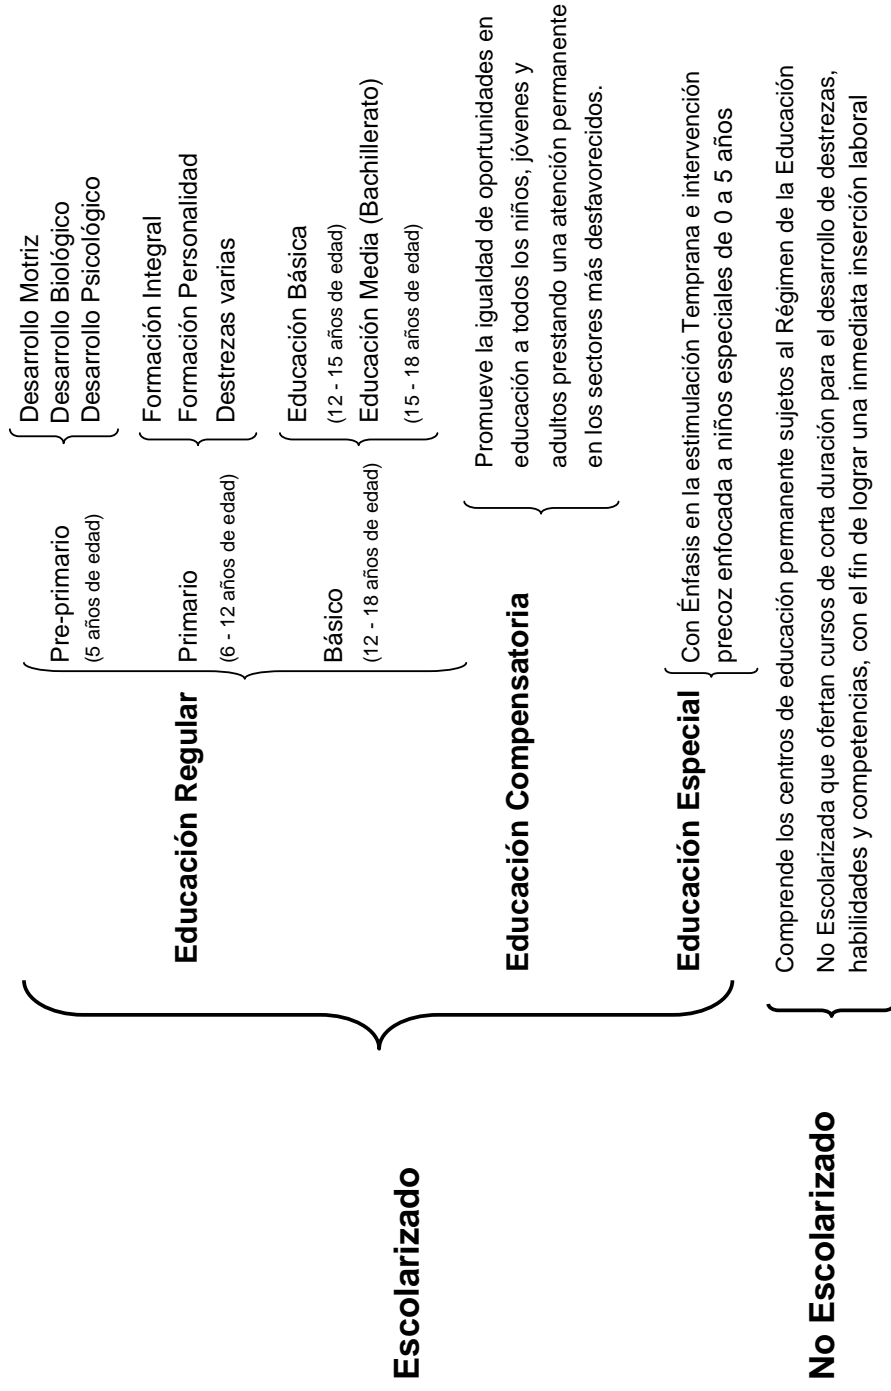 Escolarizado
Educación Regular
Pre-primario
(5 años de edad)
Desarrollo Motriz
Desarrollo Biológico
Desarrollo Psicológico
Primario
(6 - 12 años de edad)
Formación Integral
Formación Personalidad
Destrezas varias
Básico
(12 - 18 años de edad)
Educación Básica
(12 - 15 años de edad)
Educación Media (Bachillerato)
(15 - 18 años de edad)
Educación Compensatoria
Promueve la igualdad de oportunidades en
educación a todos los niños, jóvenes y
adultos prestando una atención permanente
en los sectores más desfavorecidos.
Educación Especial
Con Énfasis en la estimulación Temprana e intervención
precoz enfocada a niños especiales de 0 a 5 años
No Escolarizado
Comprende los centros de educación permanente sujetos al Régimen de la Educación
No Escolarizada que ofertan cursos de corta duración para el desarrollo de destrezas,
habilidades y competencias, con el fin de lograr una inmediata inserción laboral